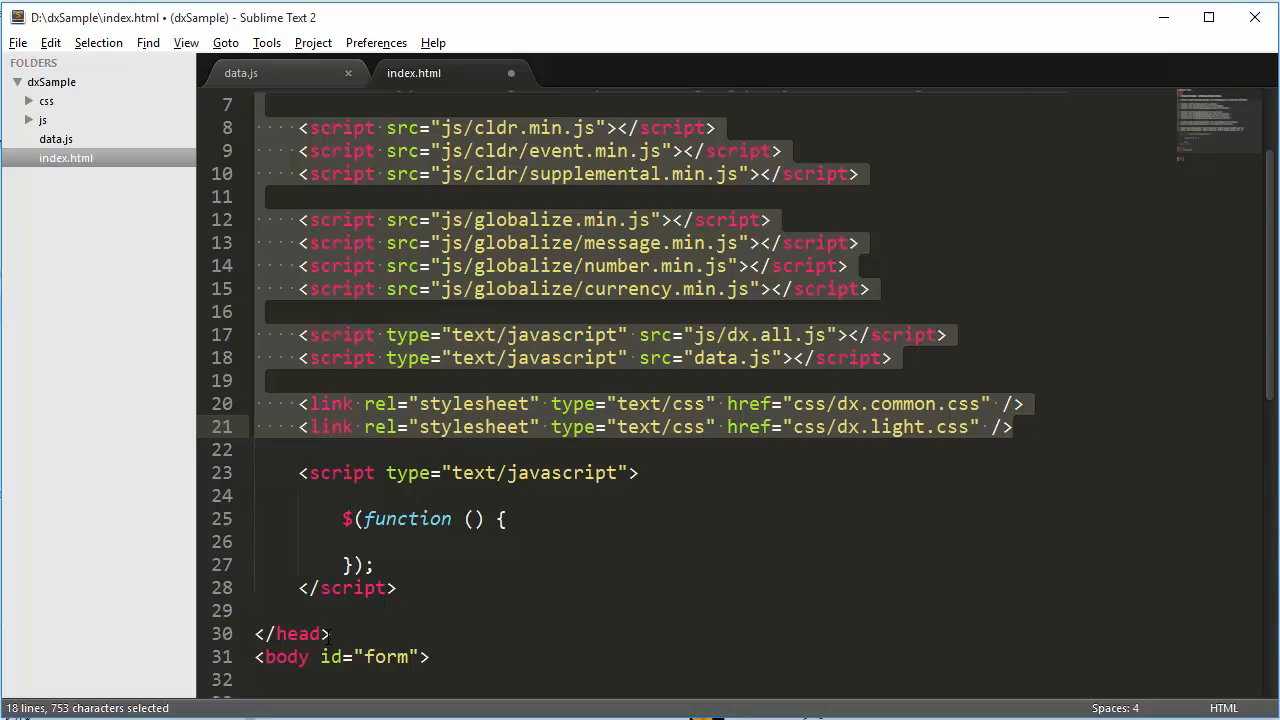 D:\dxSample\index.html • (dxSample) - Sublime Text 2
File Edit Selection Find View Goto Tools Project Preferences Help
FOLDERS
dxSample
css
js
data.js
index.html
data.js × index.html
7
8 <script src="js/cldr.min.js"></script>
9 <script src="js/cldr/event.min.js"></script>
10 <script src="js/cldr/supplemental.min.js"></script>
11
12 <script src="js/globalize.min.js"></script>
13 <script src="js/globalize/message.min.js"></script>
14 <script src="js/globalize/number.min.js"></script>
15 <script src="js/globalize/currency.min.js"></script>
16
17 <script type="text/javascript" src="js/dx.all.js"></script>
18 <script type="text/javascript" src="data.js"></script>
19
20 <link rel="stylesheet" type="text/css" href="css/dx.common.css" />
21 <link rel="stylesheet" type="text/css" href="css/dx.light.css" />
22
23 <script type="text/javascript">
24
25 $(function () {
26
27 });
28 </script>
29
30 </head>
31 <body id="form">
32
18 lines, 753 characters selected Spaces: 4 HTML